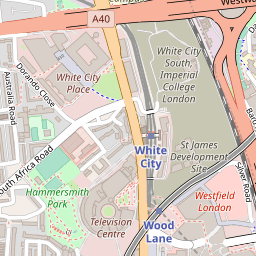 A40
White City
South, Imperial
College
London
White City
Place
Dorando Close
Australia Road
South Africa Road
White
City
St James
Development
Site
Hammersmith
Park
Television
Centre
Wood
Lane
Westfield
London
Silver Road